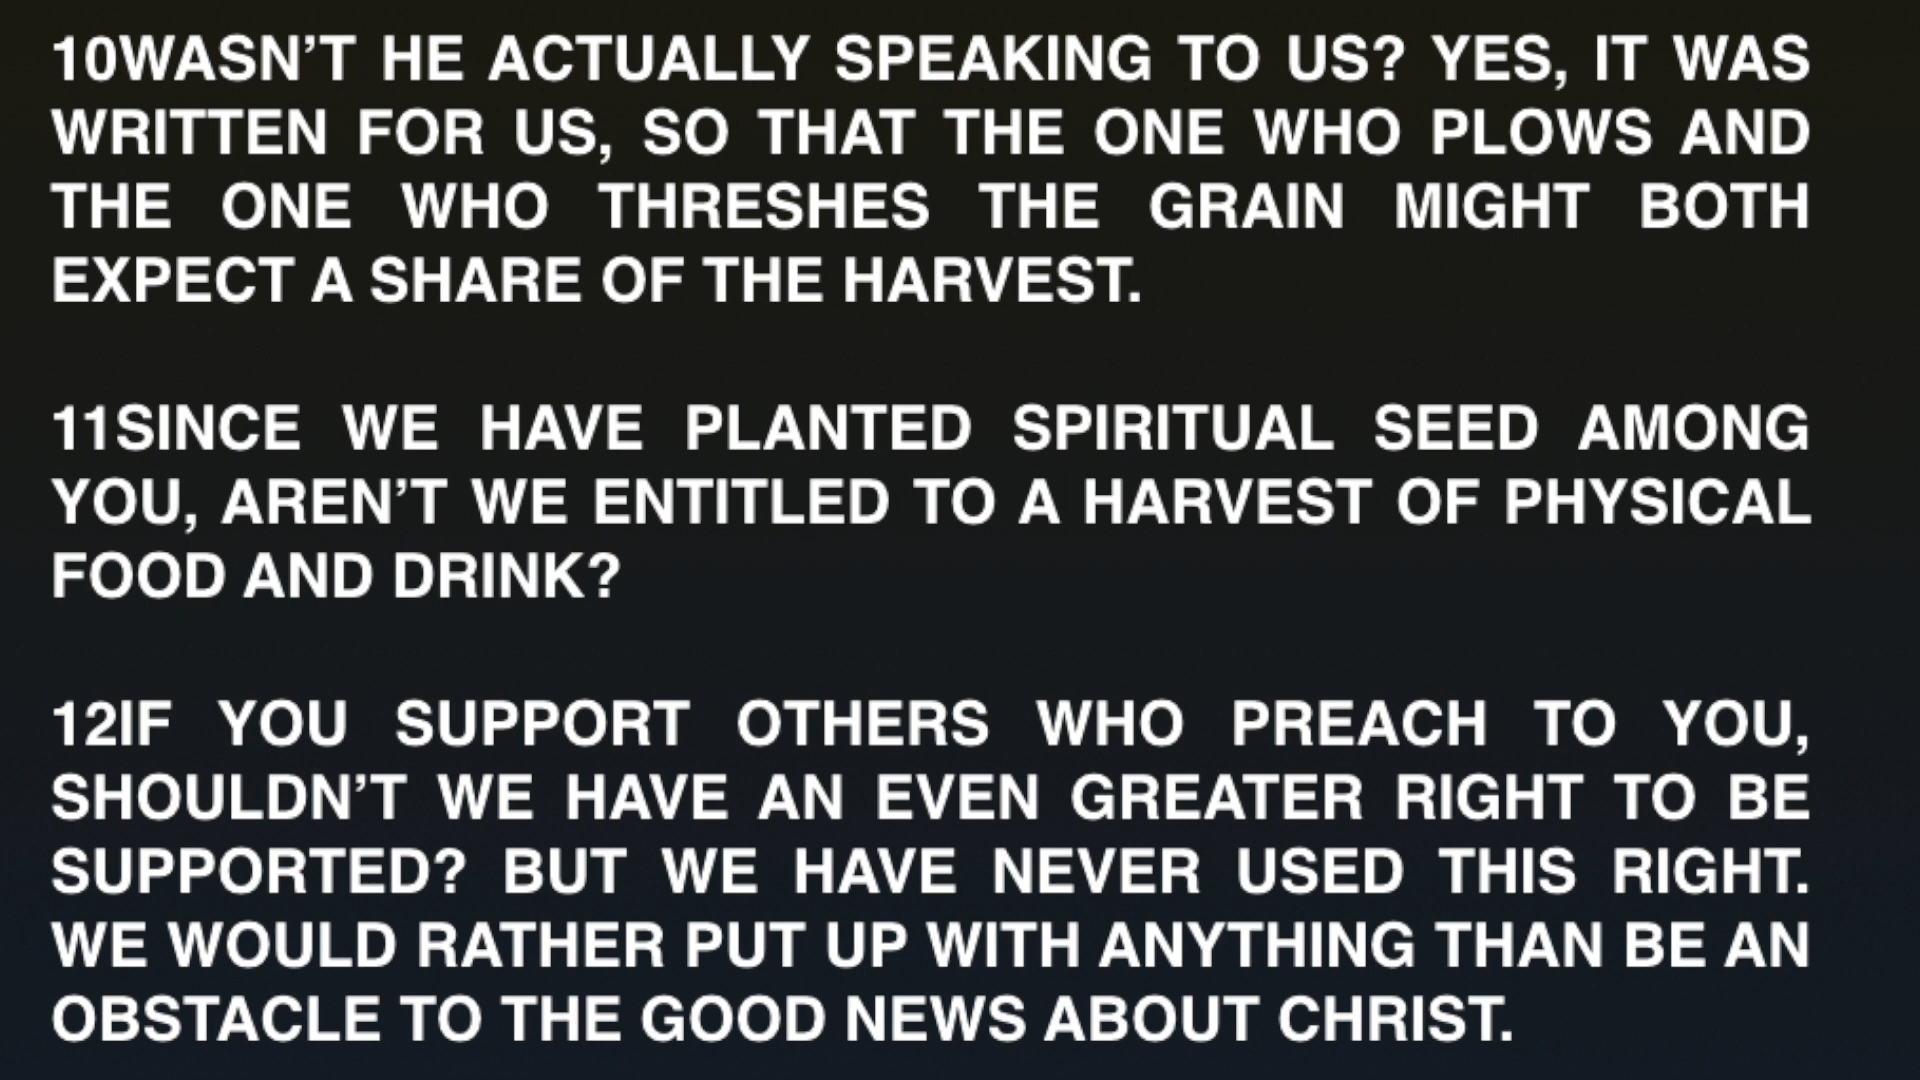 10WASN’T HE ACTUALLY SPEAKING TO US? YES, IT WAS
WRITTEN FOR US, SO THAT THE ONE WHO PLOWS AND
THE ONE WHO THRESHES THE GRAIN MIGHT BOTH
EXPECT A SHARE OF THE HARVEST.
11SINCE WE HAVE PLANTED SPIRITUAL SEED AMONG
YOU, AREN’T WE ENTITLED TO A HARVEST OF PHYSICAL
FOOD AND DRINK?
12IF YOU SUPPORT OTHERS WHO PREACH TO YOU,
SHOULDN’T WE HAVE AN EVEN GREATER RIGHT TO BE
SUPPORTED? BUT WE HAVE NEVER USED THIS RIGHT.
WE WOULD RATHER PUT UP WITH ANYTHING THAN BE AN
OBSTACLE TO THE GOOD NEWS ABOUT CHRIST.